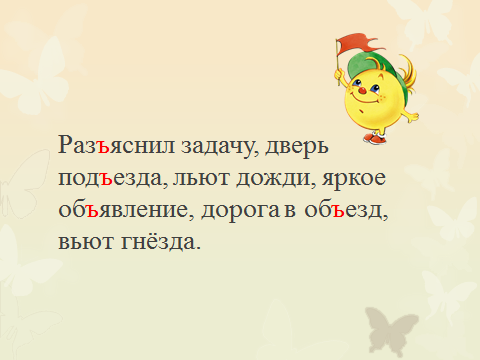 Разъяснил задачу, дверь
подъезда, льют дожди, яркое
объявление, дорога в объезд,
вьют гнёзда.